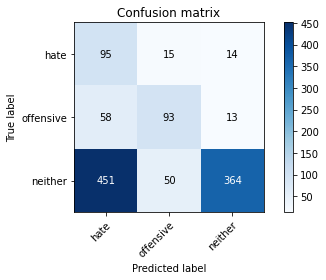 Confusion matrix
hate 95 15 14
offensive 58 93 13
neither 451 50 364
hate offensive neither
True label
Predicted label
450
400
350
300
250
200
150
100
50